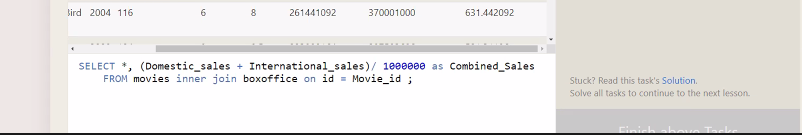 Bird 2004 116 6 8 261441092 370001000 631.442092
SELECT *, (Domestic_sales + International_sales)/ 1000000 as Combined_Sales
FROM movies inner join boxoffice on id = Movie_id ;
Stuck? Read this task's Solution.
Solve all tasks to continue to the next lesson.
Finish above Tasks